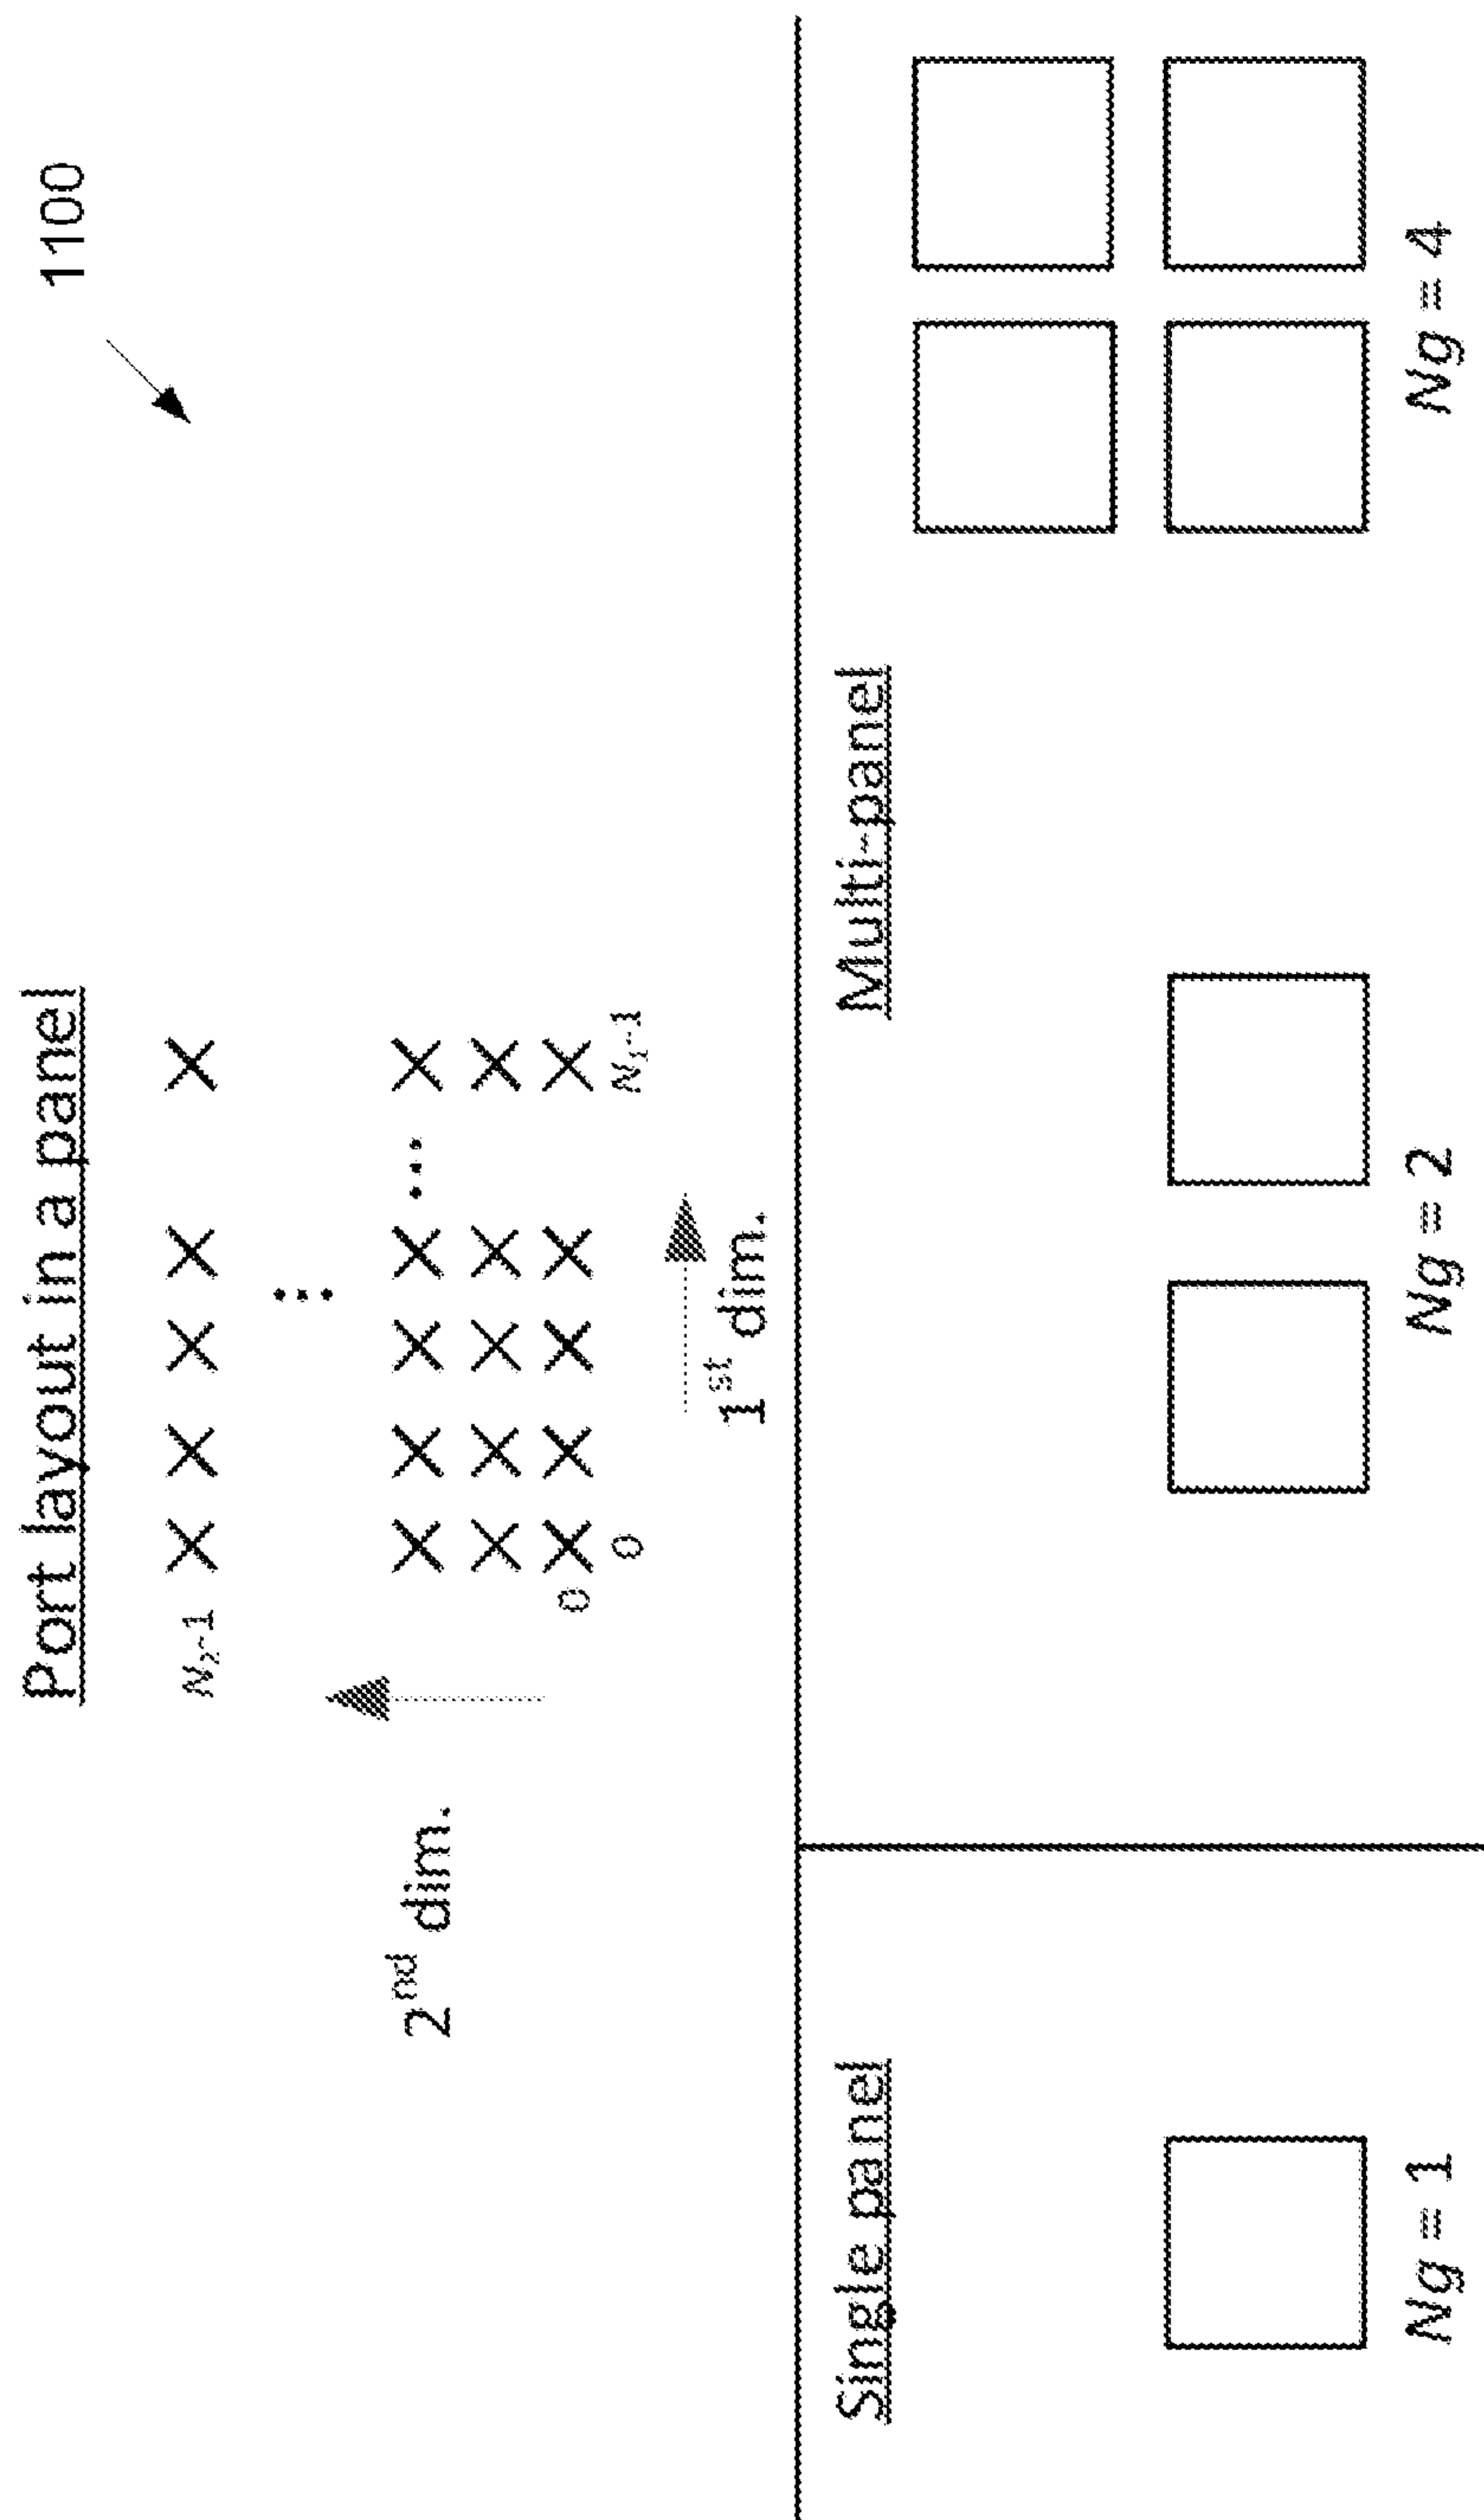 Port layout in a panel
1100
N₂-1
2nd dim.
0
0
N₁-1
1st dim.
Single panel
Multi-panel
Ng = 1
Ng = 2
Ng = 4